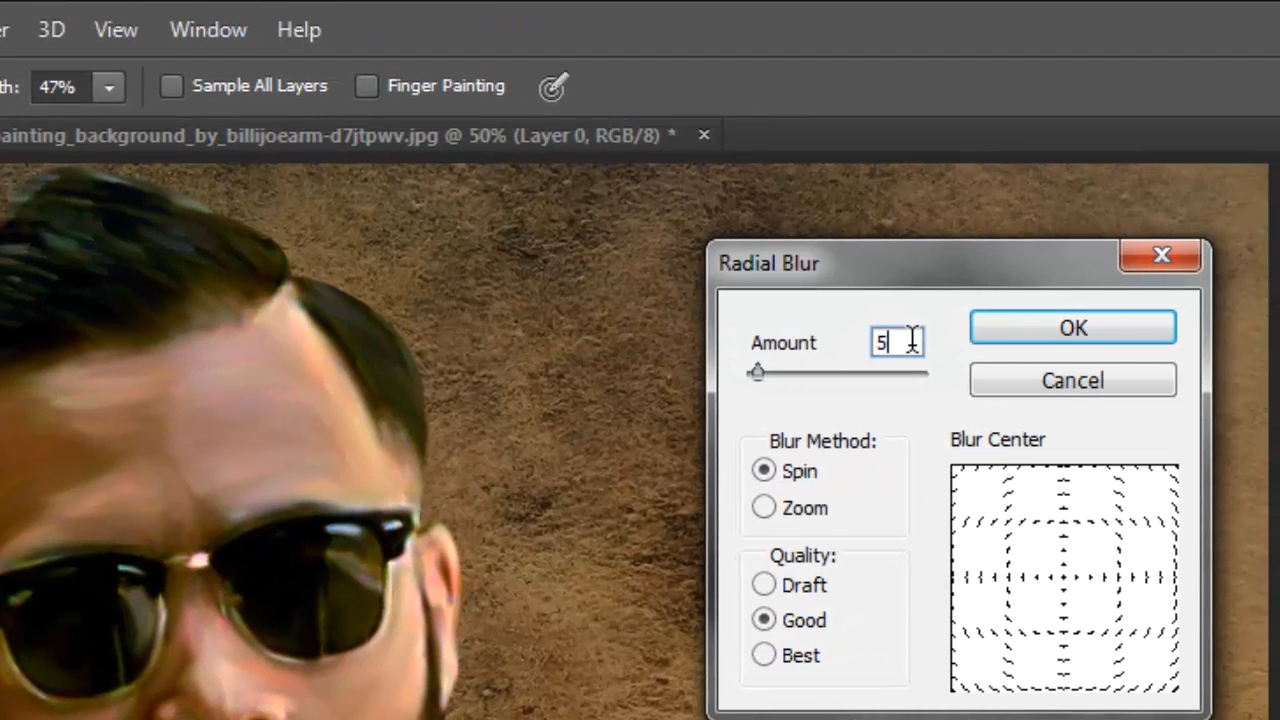 3D View Window Help
47% Sample All Layers Finger Painting
ainting_background_by_billijoearm-d7jtpwv.jpg @ 50% (Layer 0, RGB/8) * ×
Radial Blur
Amount 5
OK
Cancel
Blur Method:
Spin
Zoom
Blur Center
Quality:
Draft
Good
Best